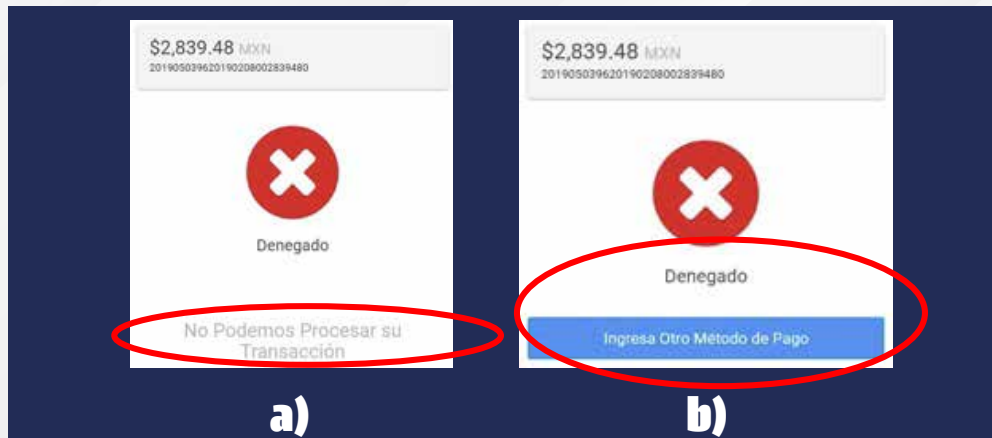 $2,839.48 MXN
201905039620190208002839480
Denegado
No Podemos Procesar su
Transacción
a)
$2,839.48 MXN
201905039620190208002839480
Denegado
Ingresa Otro Método de Pago
b)